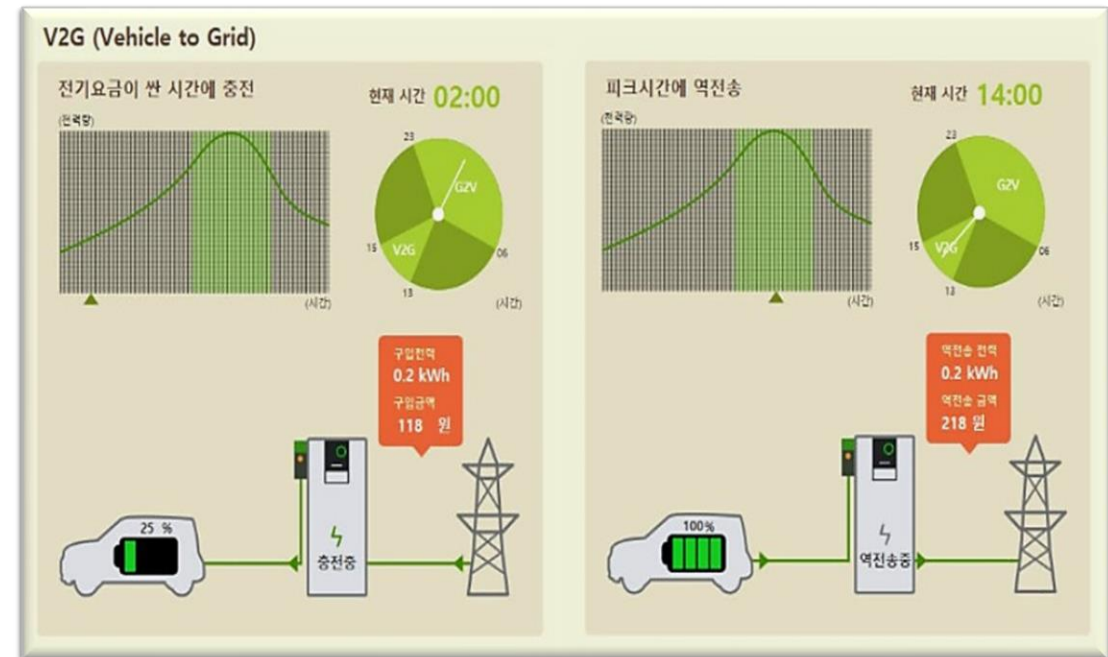 V2G (Vehicle to Grid)
전기요금이 싼 시간에 충전
현재 시간 02:00
(전력량)
23
G2V
15
V2G
06
13
(시간)
(시간)
구입전력
0.2 kWh
구입금액
118 원
25 %
충전중
피크시간에 역전송
현재 시간 14:00
(전력량)
23
G2V
15
V2G
06
13
(시간)
(시간)
역전송 전력
0.2 kWh
역전송 금액
218 원
100%
역전송중